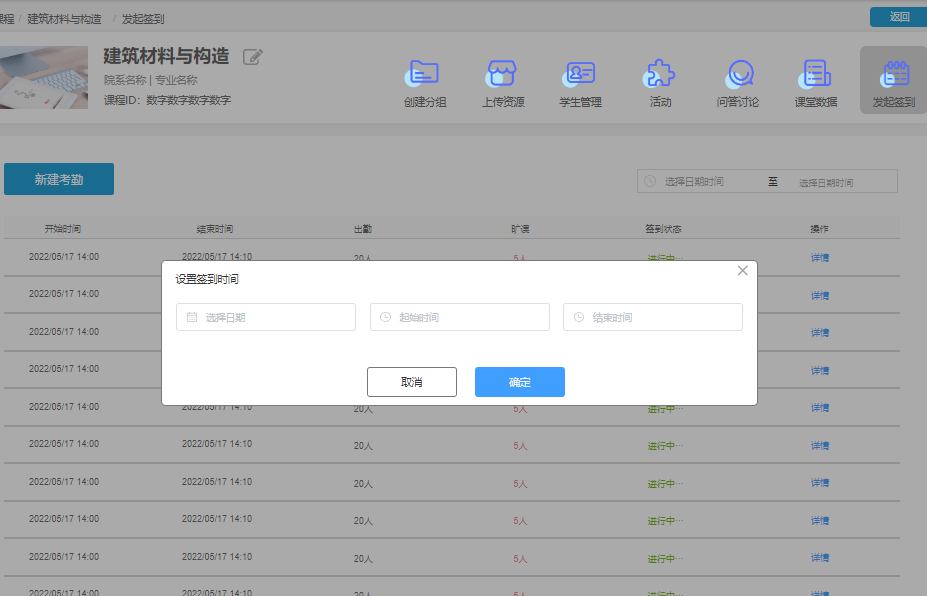 课程 / 建筑材料与构造 / 发起签到
返回
建筑材料与构造
院系名称 | 专业名称
课程ID: 数字数字数字数字
创建分组 上传资源 学生管理 活动 问答讨论 课堂数据 发起签到
新建考勤
选择日期时间 至 选择日期时间
开始时间 结束时间 出勤 旷课 签到状态 操作
2022/05/17 14:00 2022/05/17 14:10 20人 5人 进行中··· 详情
2022/05/17 14:00 详情
2022/05/17 14:00 详情
2022/05/17 14:00 详情
2022/05/17 14:00 2022/05/17 14:10 20人 5人 进行中··· 详情
2022/05/17 14:00 2022/05/17 14:10 20人 5人 进行中··· 详情
2022/05/17 14:00 2022/05/17 14:10 20人 5人 进行中··· 详情
2022/05/17 14:00 2022/05/17 14:10 20人 5人 进行中··· 详情
2022/05/17 14:00 2022/05/17 14:10 20人 5人 进行中··· 详情
2022/05/17 14:00 2022/05/17 14:10 20人 5人 进行中··· 详情
设置签到时间
选择日期 起始时间 结束时间
取消 确定